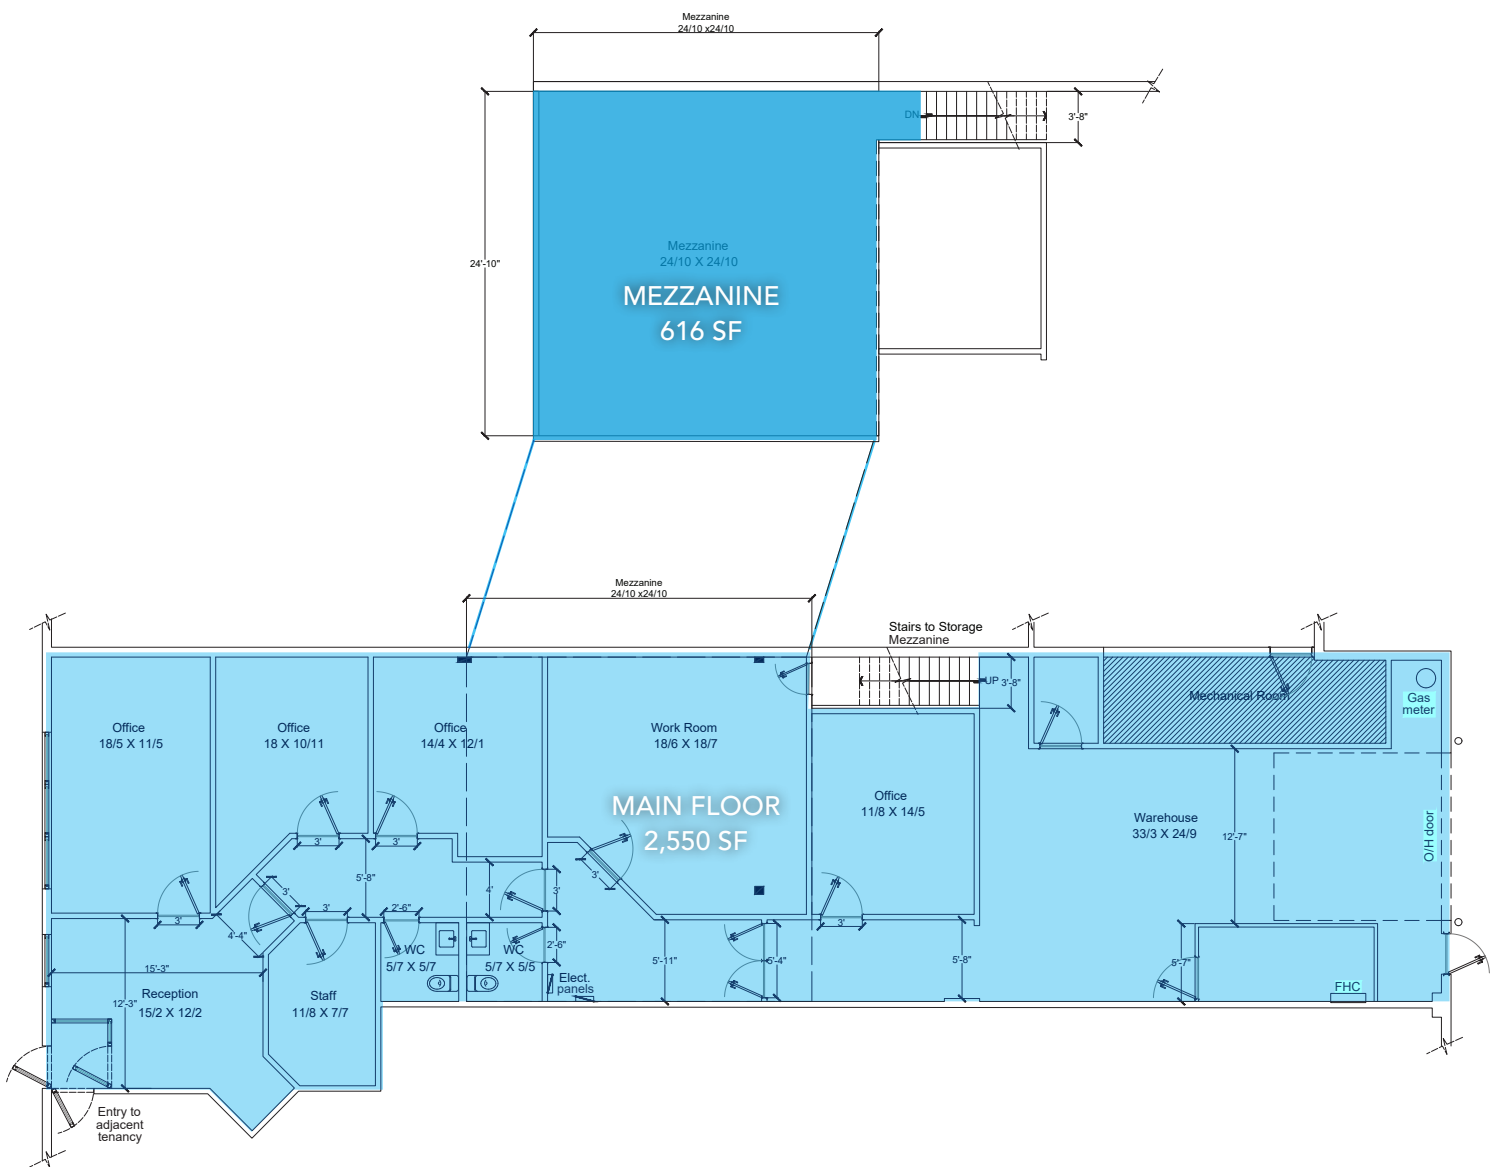 Mezzanine
24/10 x24/10
DN
3'-8"
24'-10"
Mezzanine
24/10 X 24/10
MEZZANINE
616 SF
Mezzanine
24/10 x24/10
Stairs to Storage
Mezzanine
UP
3'-8"
Mechanical Room
Gas
meter
Office
18/5 X 11/5
Office
18 X 10/11
Office
14/4 X 12/1
Work Room
18/6 X 18/7
MAIN FLOOR
2,550 SF
Office
11/8 X 14/5
Warehouse
33/3 X 24/9
12'-7"
O/H door
3'
3'
5'-8"
4'
3'
3'
3'
3'
3'
2'-6"
3'
4'-4"
WC
5/7 X 5/7
WC
5/7 X 5/5
2'-6"
Elect.
panels
5'-11"
5'-4"
5'-8"
5'-7"
FHC
15'-3"
12'-3"
Reception
15/2 X 12/2
Staff
11/8 X 7/7
Entry to
adjacent
tenancy